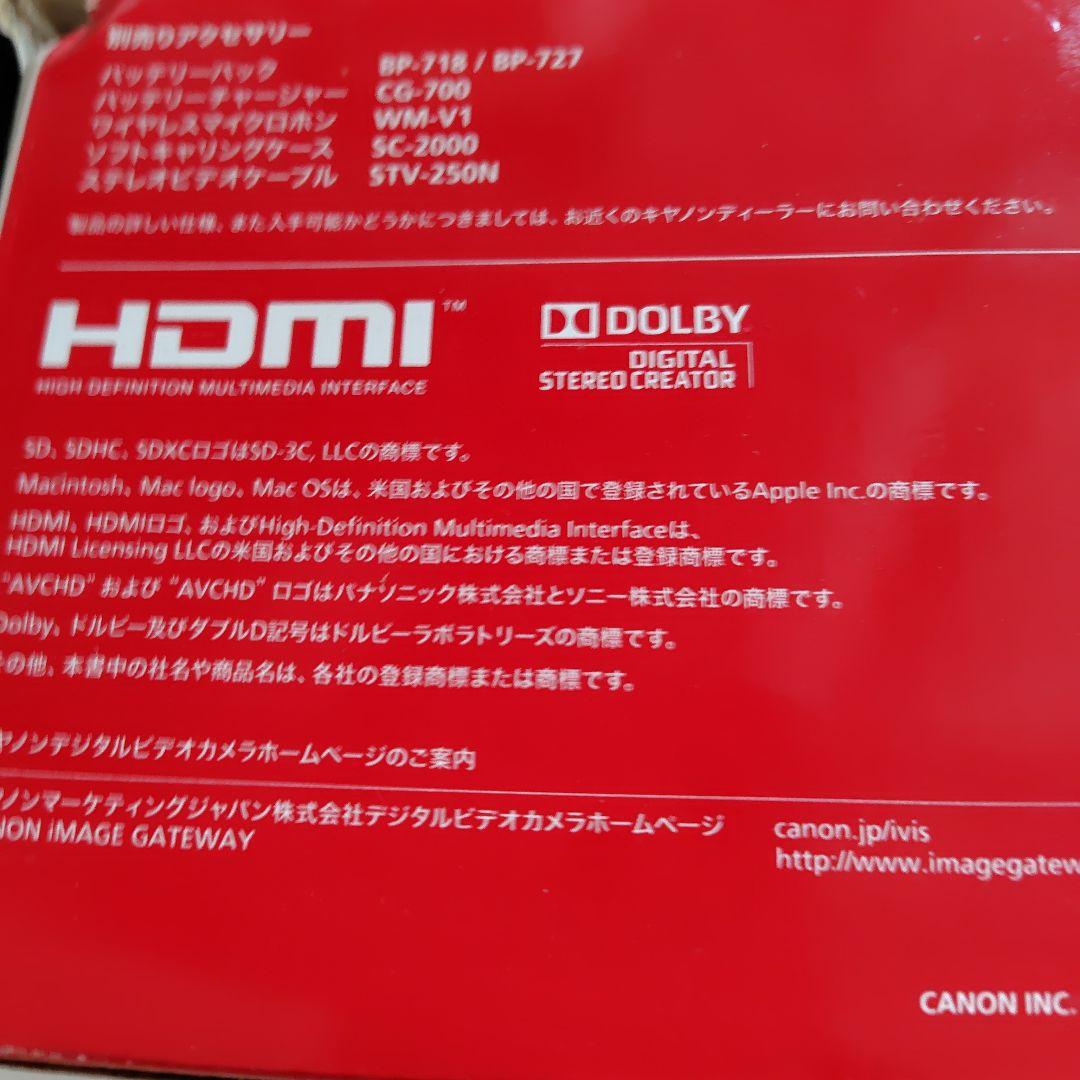 別売りアクセサリー
バッテリーパック BP-718 / BP-727
バッテリーチャージャー CG-700
ワイヤレスマイクロホン WM-V1
ソフトキャリングケース SC-2000
ステレオビデオケーブル STV-250N
製品の詳しい仕様、また入手可能かどうかにつきましては、お近くのキヤノンディーラーにお問い合わせください。
HDMI™
HIGH DEFINITION MULTIMEDIA INTERFACE
DOLBY
DIGITAL
STEREO CREATOR
SD、SDHC、SDXCロゴはSD-3C, LLCの商標です。
Macintosh、Mac logo、Mac OSは、米国およびその他の国で登録されているApple Inc.の商標です。
HDMI、HDMIロゴ、およびHigh-Definition Multimedia Interfaceは、
HDMI Licensing LLCの米国およびその他の国における商標または登録商標です。
"AVCHD" および "AVCHD" ロゴはパナソニック株式会社とソニー株式会社の商標です。
Dolby、ドルビー及びダブルD記号はドルビーラボラトリーズの商標です。
の他、本書中の社名や商品名は、各社の登録商標または商標です。
ヤノンデジタルビデオカメラホームページのご案内
ノンマーケティングジャパン株式会社デジタルビデオカメラホームページ canon.jp/ivis
NON iMAGE GATEWAY http://www.imagegatew
CANON INC.